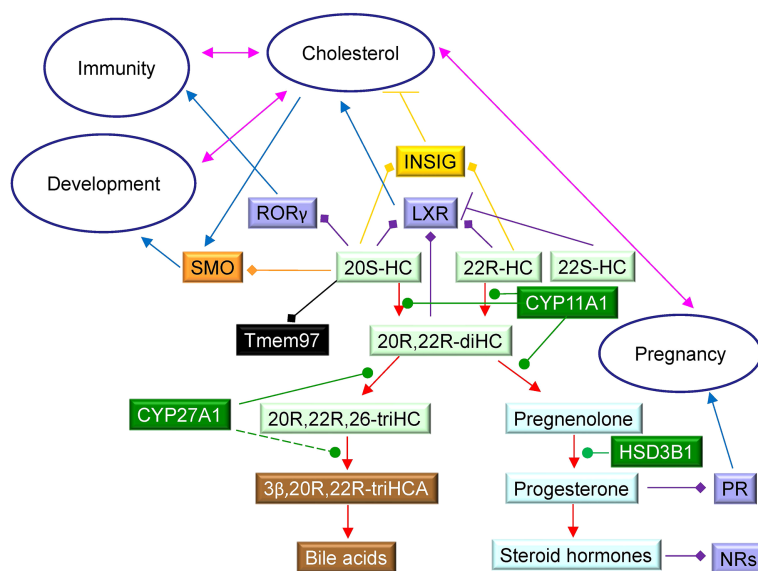 Cholesterol
Immunity
INSIG
Development
RORγ
LXR
SMO
20S-HC
22R-HC
22S-HC
CYP11A1
Tmem97
20R,22R-diHC
Pregnancy
CYP27A1
20R,22R,26-triHC
Pregnenolone
HSD3B1
3β,20R,22R-triHCA
Progesterone
PR
Bile acids
Steroid hormones
NRs